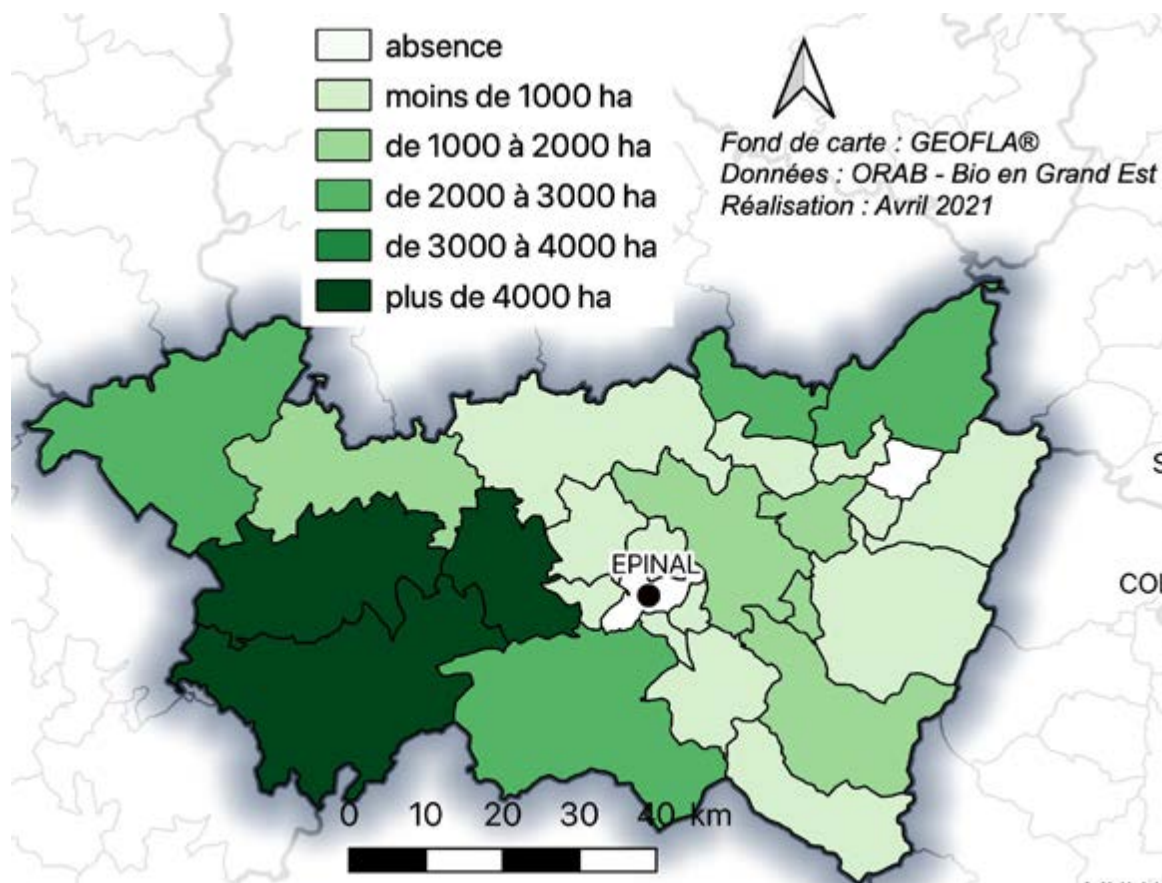 absence
moins de 1000 ha
de 1000 à 2000 ha
de 2000 à 3000 ha
de 3000 à 4000 ha
plus de 4000 ha
Fond de carte : GEOFLA®
Données : ORAB - Bio en Grand Est
Réalisation : Avril 2021
S
EPINAL
COL
0 10 20 30 40 km